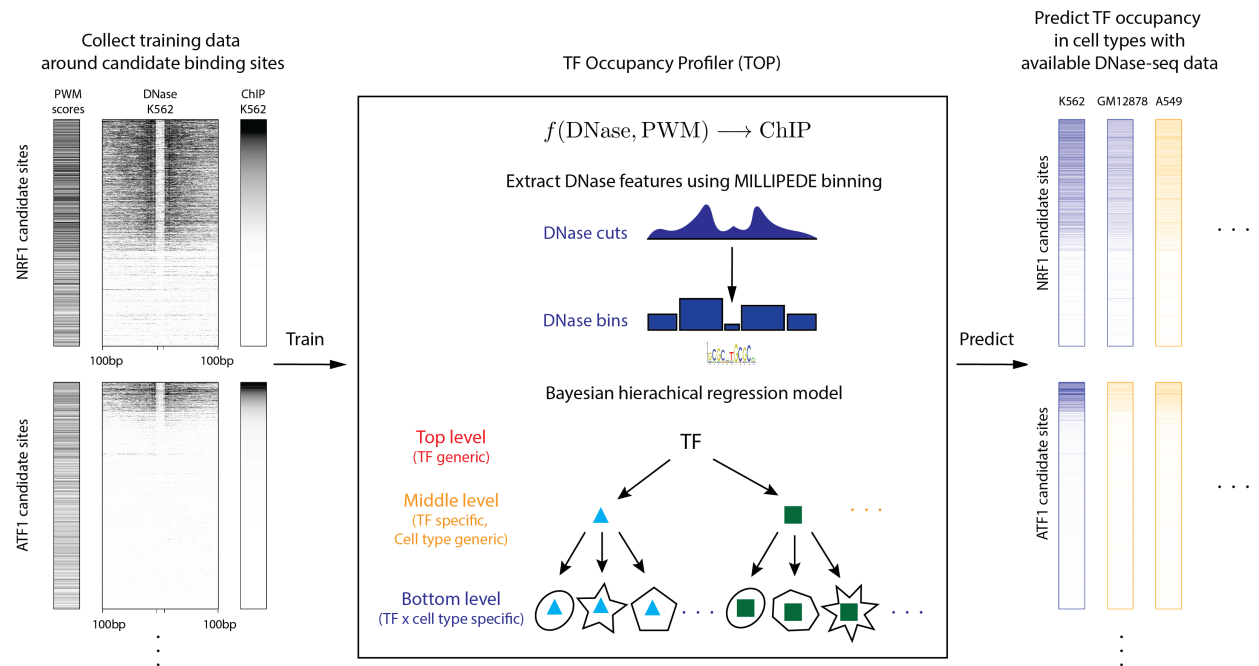 Collect training data
around candidate binding sites
PWM
scores
DNase
K562
ChIP
K562
NRF1 candidate sites
100bp
100bp
ATF1 candidate sites
100bp
100bp
Train
TF Occupancy Profiler (TOP)
f(DNase, PWM) ⟶ ChIP
Extract DNase features using MILLIPEDE binning
DNase cuts
DNase bins
Bayesian hierachical regression model
Top level
(TF generic)
TF
Middle level
(TF specific,
Cell type generic)
. . .
Bottom level
(TF x cell type specific)
. . .
. . .
Predict
Predict TF occupancy
in cell types with
available DNase-seq data
K562
GM12878
A549
NRF1 candidate sites
. . .
ATF1 candidate sites
. . .